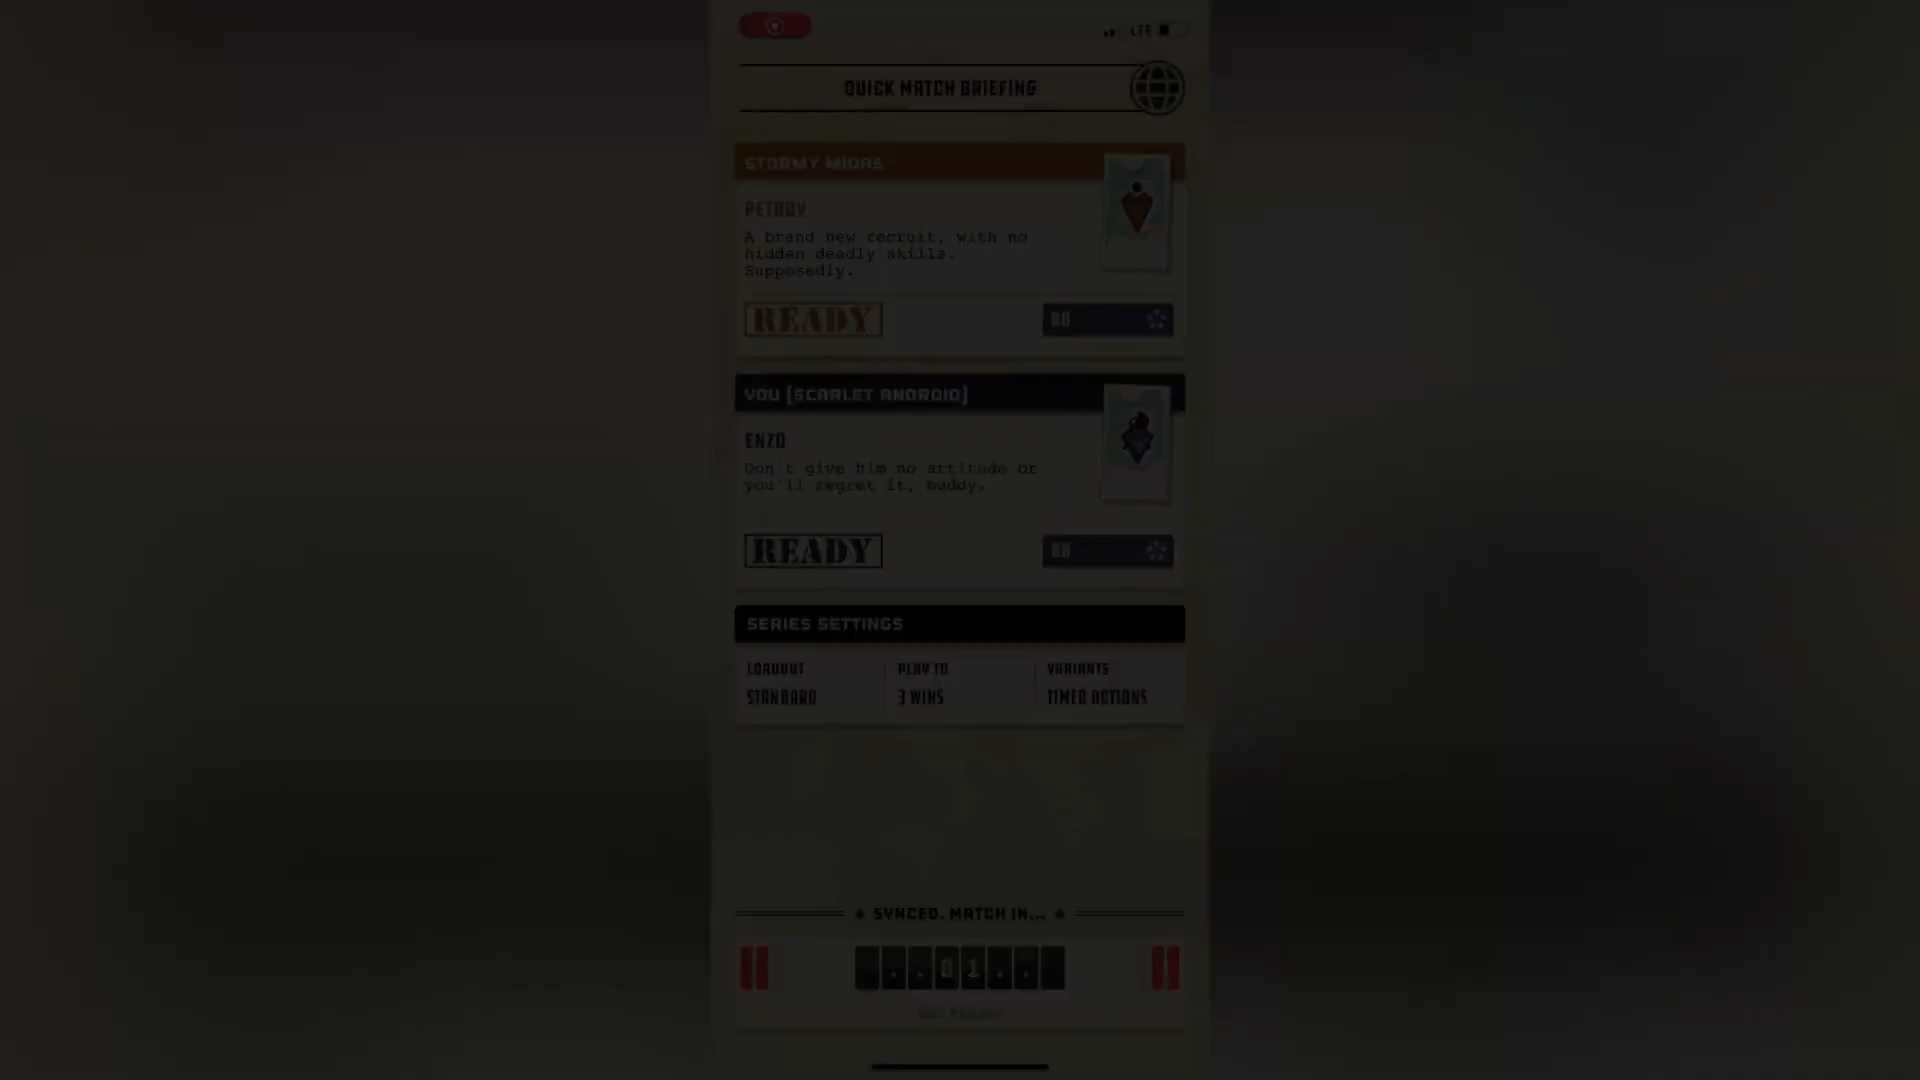 LTE
QUICK MATCH BRIEFING
STORMY MIDAS
PETROV
A brand new recruit, with no
hidden deadly skills.
Supposedly.
READY
YOU [SCARLET ANDROID]
ENZO
Don't give him no attitude or
you'll regret it, buddy.
READY
SERIES SETTINGS
LOADOUT
PLAY TO
VARIANTS
STANDARD
3 WINS
TIMED ACTIONS
SYNCED. MATCH IN...
. . 0 1 . .